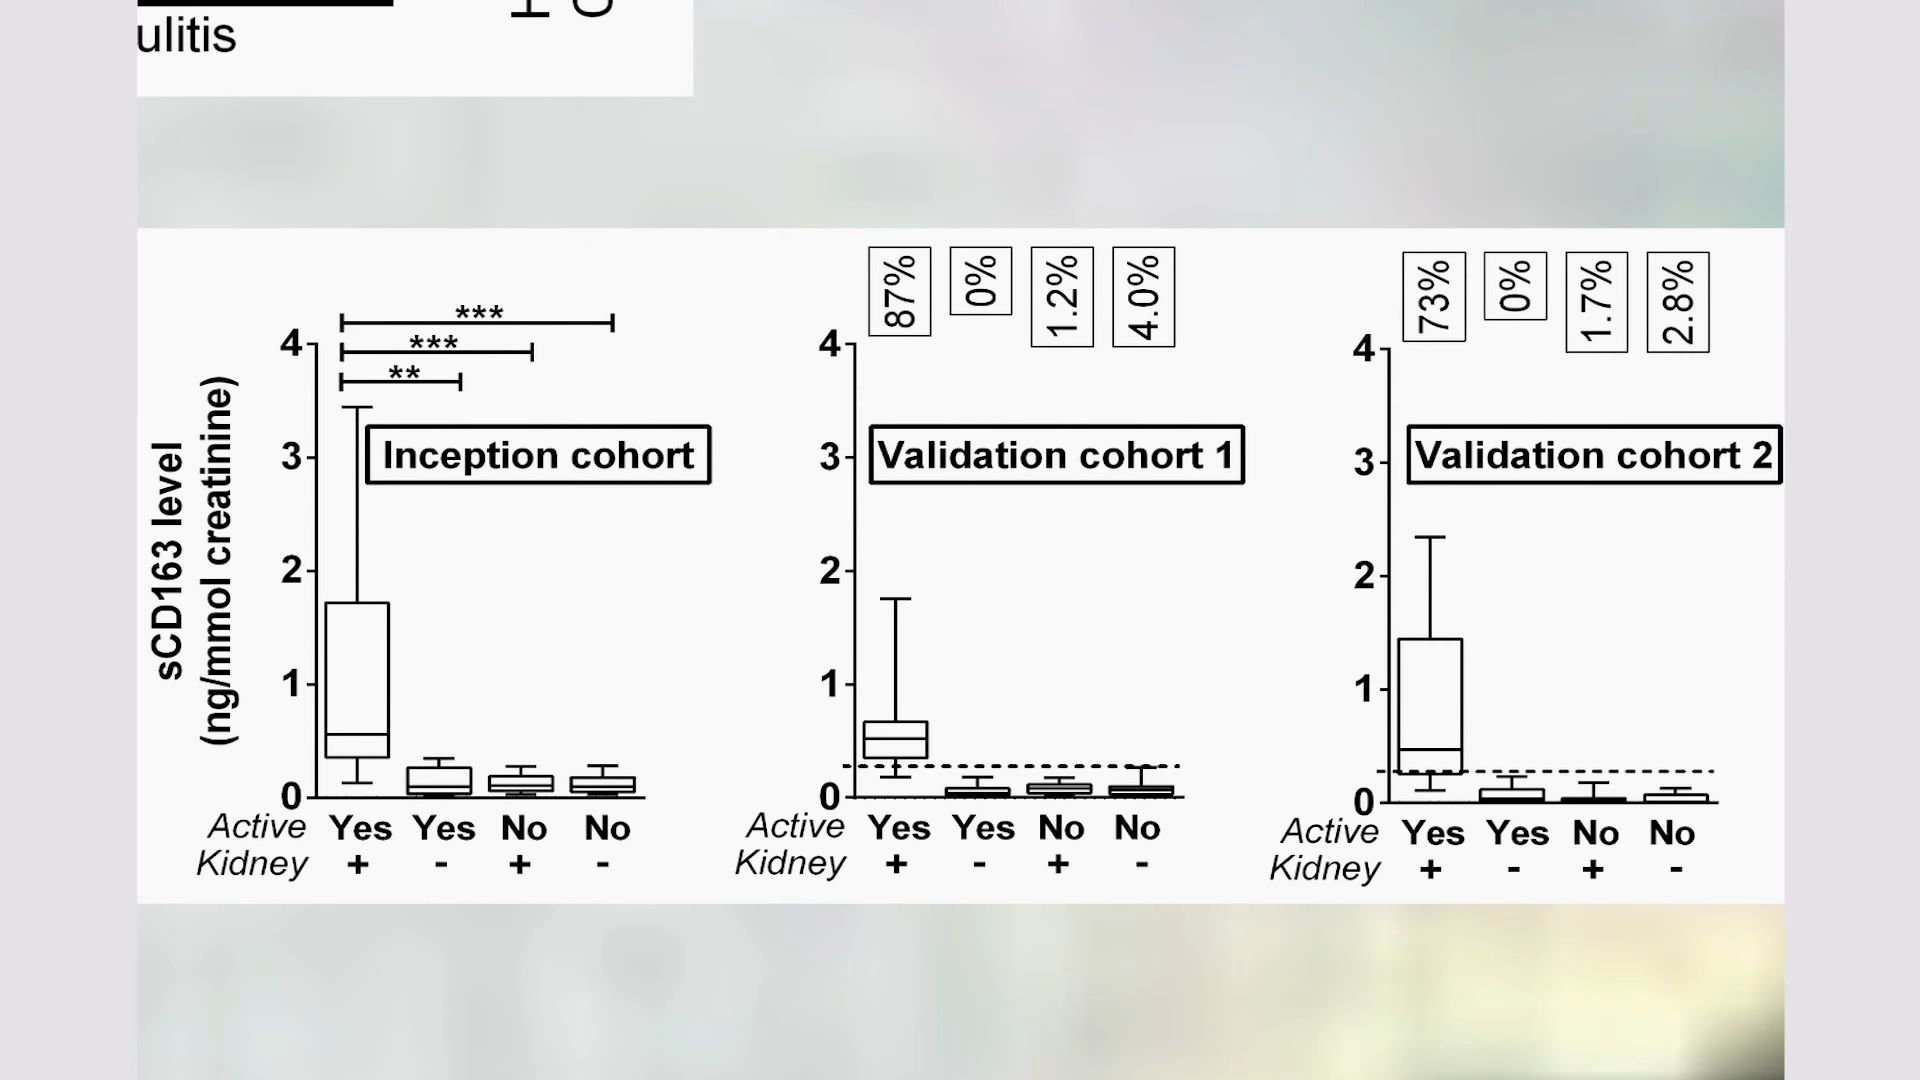 ulitis
sCD163 level
(ng/mmol creatinine)
***
***
**
4
3
2
1
0
Inception cohort
Active Yes Yes No No
Kidney + - + -
87% 0% 1.2% 4.0%
4
3
2
1
0
Validation cohort 1
Active Yes Yes No No
Kidney + - + -
73% 0% 1.7% 2.8%
4
3
2
1
0
Validation cohort 2
Active Yes Yes No No
Kidney + - + -